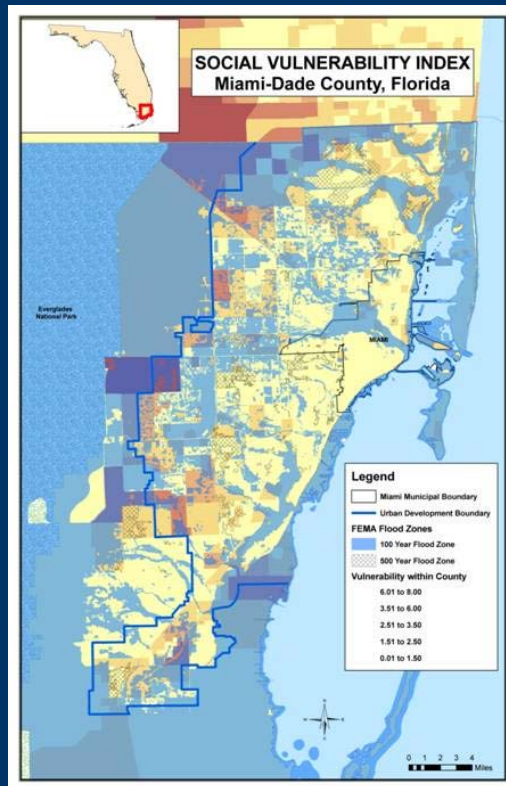 SOCIAL VULNERABILITY INDEX
Miami-Dade County, Florida
Everglades
National Park
MIAMI
Legend
Miami Municipal Boundary
Urban Development Boundary
FEMA Flood Zones
100 Year Flood Zone
500 Year Flood Zone
Vulnerability within County
6.01 to 8.00
3.51 to 6.00
2.51 to 3.50
1.51 to 2.50
0.01 to 1.50
N
W E
S
0 1 2 3 4
Miles